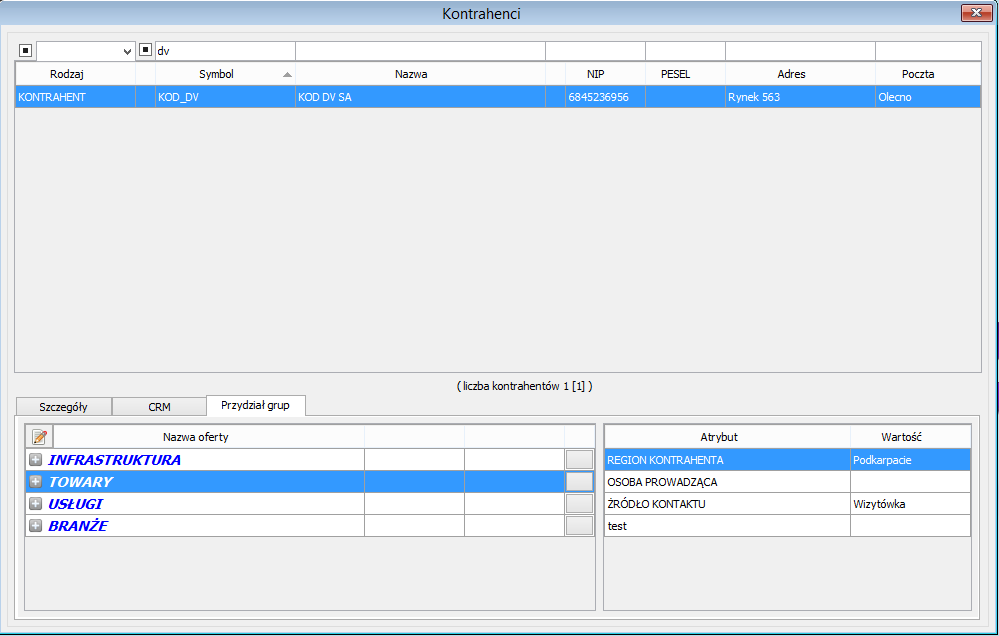 Kontrahenci
dv
Rodzaj Symbol Nazwa NIP PESEL Adres Poczta
KONTRAHENT KOD_DV KOD DV SA 6845236956 Rynek 563 Olecno
( liczba kontrahentów 1 [1] )
Szczegóły CRM Przydział grup
Nazwa oferty
INFRASTRUKTURA
TOWARY
USŁUGI
BRANŻE
Atrybut Wartość
REGION KONTRAHENTA Podkarpacie
OSOBA PROWADZĄCA
ŹRÓDŁO KONTAKTU Wizytówka
test